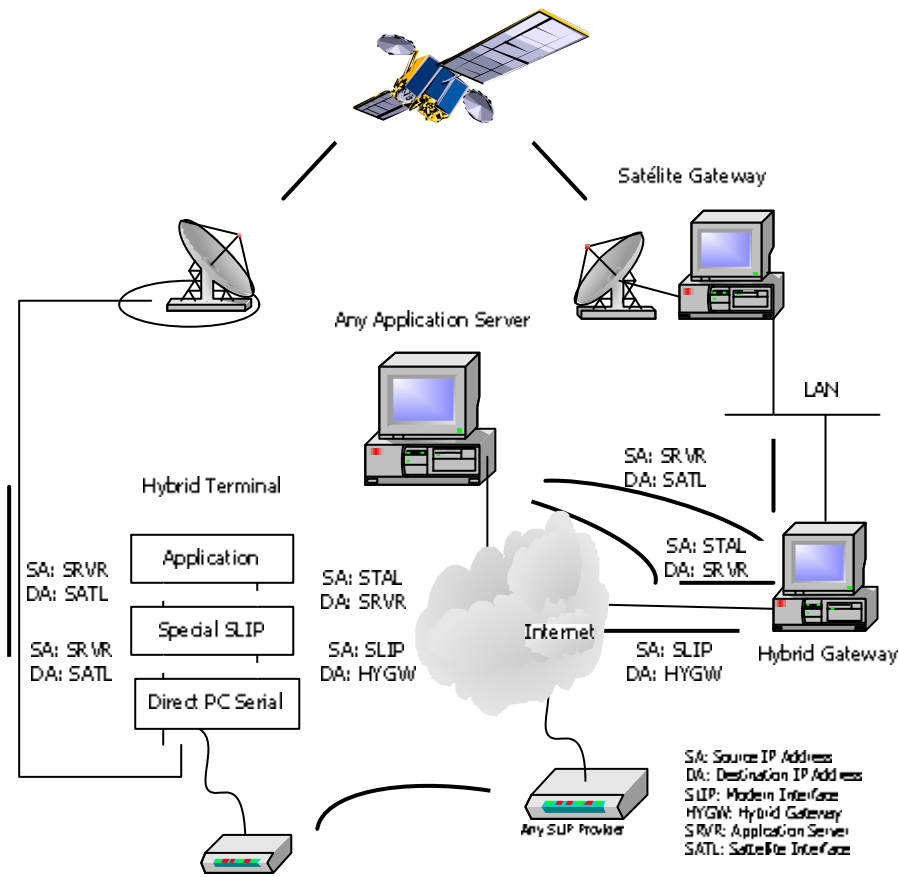 Satélite Gateway
Any Application Server
LAN
SA: SRVR
DA: SATL
Hybrid Terminal
SA: STAL
DA: SRVR
Application
SA: SRVR
DA: SATL
SA: STAL
DA: SRVR
Special SLIP
Internet
SA: SRVR
DA: SATL
SA: SLIP
DA: HYGW
SA: SLIP
DA: HYGW
Hybrid Gateway
Direct PC Serial
SA: Source IP Address
DA: Destination IP Address
SLIP: Modem Interface
HYGW: Hybrid Gateway
SRVR: Application Server
SATL: Sattelite Interface
Any SLIP Provider